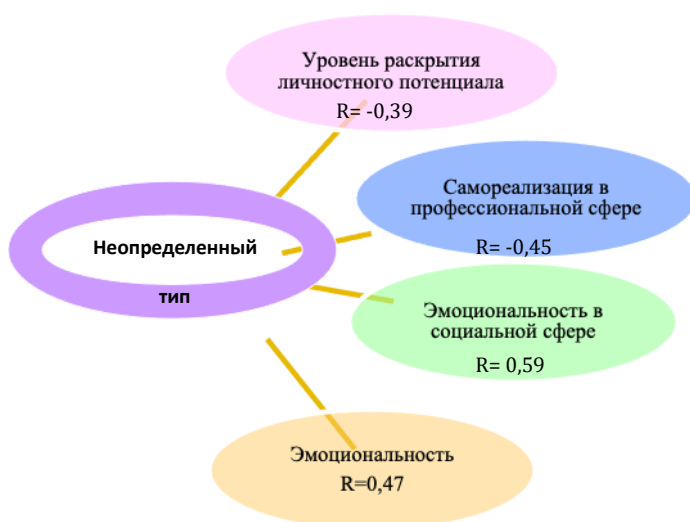 Уровень раскрытия
личностного потенциала
R= -0,39
Самореализация в
профессиональной сфере
R= -0,45
Неопределенный
тип
Эмоциональность в
социальной сфере
R= 0,59
Эмоциональность
R=0,47